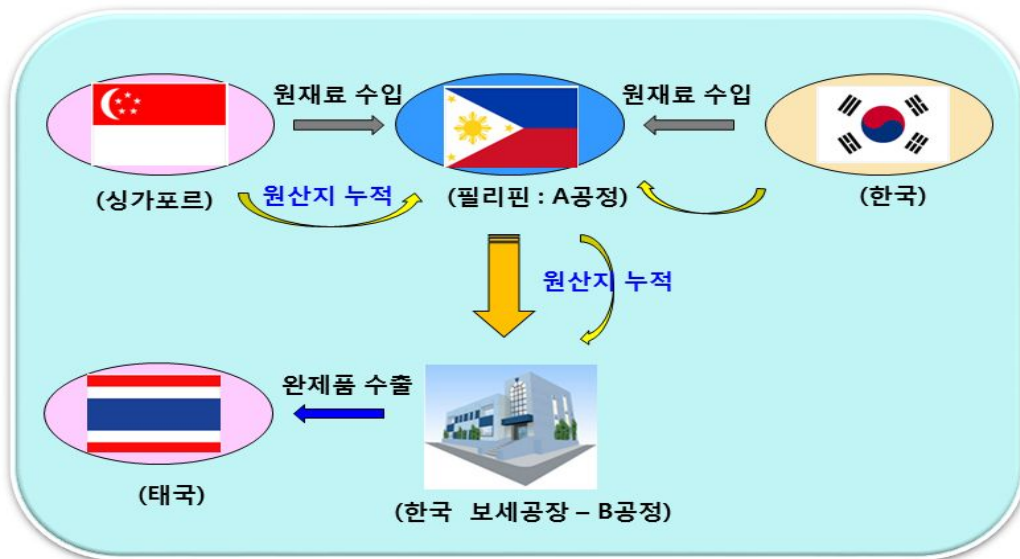 원재료 수입
원재료 수입
(싱가포르)
원산지 누적
(필리핀 : A공정)
(한국)
원산지 누적
완제품 수출
(태국)
(한국 보세공장 – B공정)